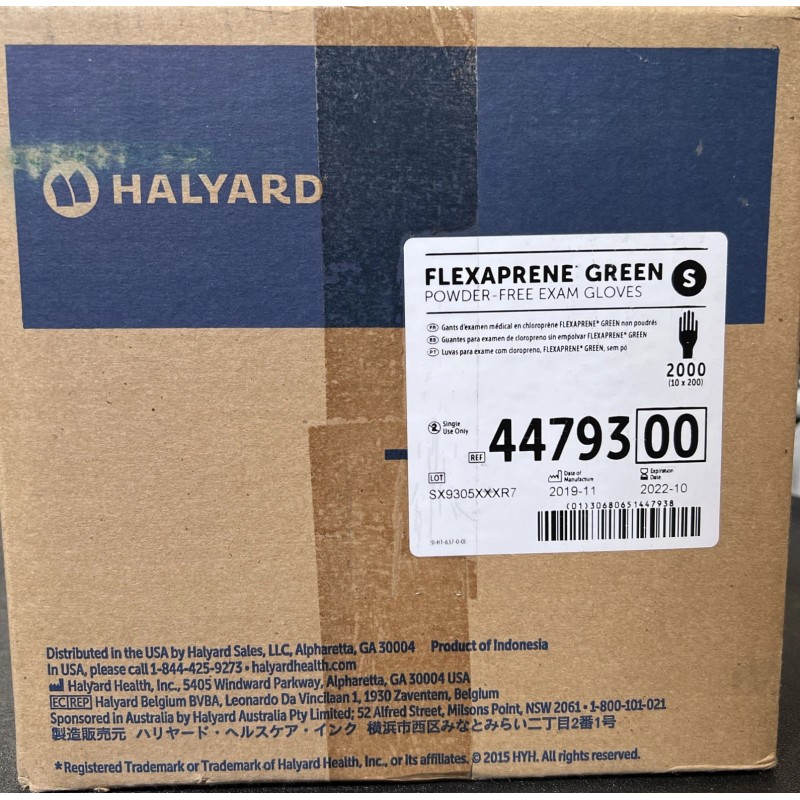 HALYARD
FLEXAPRENE* GREEN S
POWDER-FREE EXAM GLOVES
FR Gants d'examen médical en chloroprène FLEXAPRENE* GREEN non poudrés
ES Guantes para examen de cloropreno sin empolvar FLEXAPRENE* GREEN
PT Luvas para exame com cloropreno, FLEXAPRENE* GREEN, sem pó
2000
(10 x 200)
2 Single
Use Only
REF 44793 00
LOT
SX9305XXXR7
Date of
Manufacture
2019-11
Expiration
Date
2022-10
(01)30680651447938
Distributed in the USA by Halyard Sales, LLC, Alpharetta, GA 30004 Product of Indonesia
In USA, please call 1-844-425-9273 • halyardhealth.com
Halyard Health, Inc., 5405 Windward Parkway, Alpharetta, GA 30004 USA
EC REP Halyard Belgium BVBA, Leonardo Da Vincilaan 1, 1930 Zaventem, Belgium
Sponsored in Australia by Halyard Australia Pty Limited; 52 Alfred Street, Milsons Point, NSW 2061 • 1-800-101-021
製造販売元 ハリヤード・ヘルスケア・インク 横浜市西区みなとみらい二丁目2番1号
*Registered Trademark or Trademark of Halyard Health, Inc., or its affiliates. © 2015 HYH. All rights reserved.